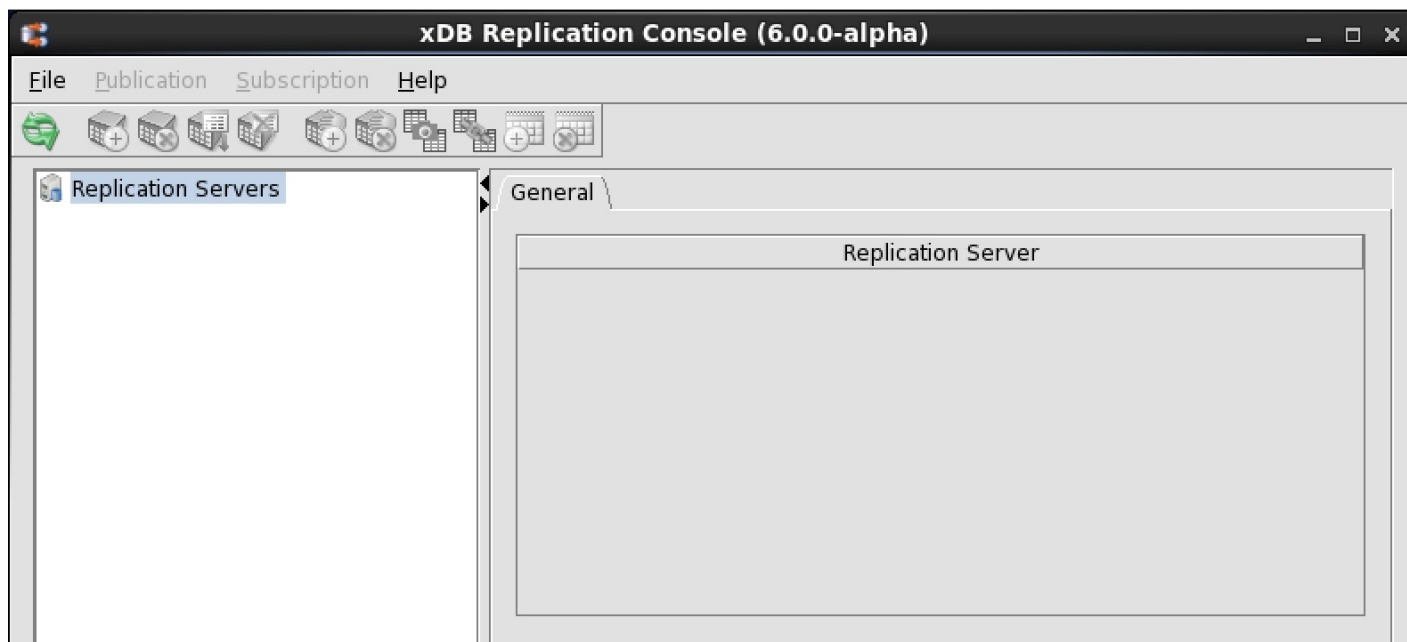 xDB Replication Console (6.0.0-alpha)
File Publication Subscription Help
Replication Servers
General
Replication Server